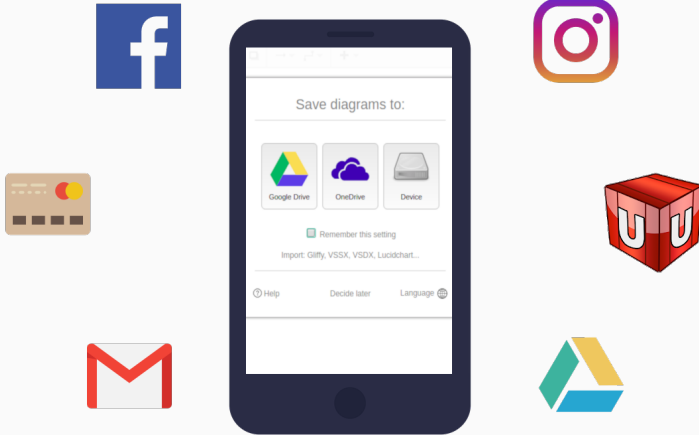 Save diagrams to:
Google Drive
OneDrive
Device
Remember this setting
Import: Gliffy, VSSX, VSDX, Lucidchart...
? Help
Decide later
Language
f
U U